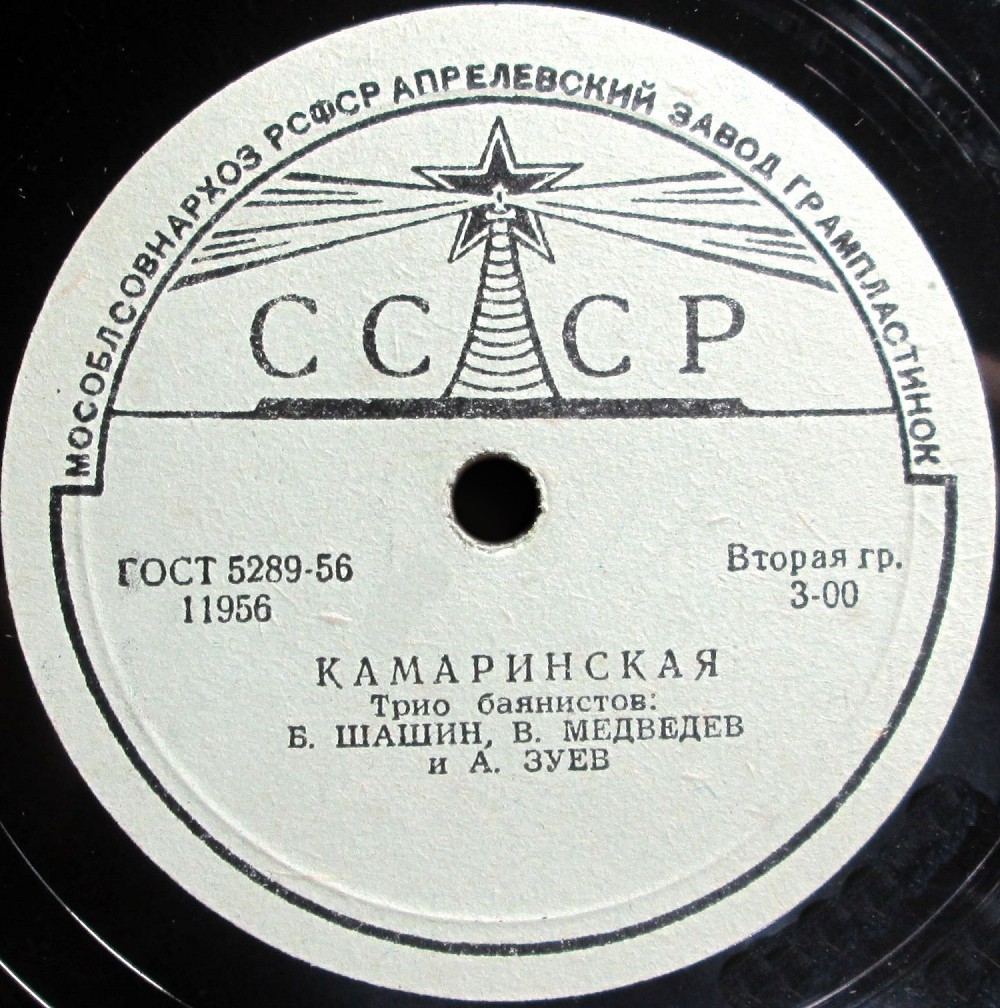 МОСОБЛСОВНАРХОЗ РСФСР АПРЕЛЕВСКИЙ ЗАВОД ГРАМПЛАСТИНОК
СССР
ГОСТ 5289-56
11956
Вторая гр.
3-00
КАМАРИНСКАЯ
Трио баянистов:
Б. ШАШИН, В. МЕДВЕДЕВ
и А. ЗУЕВ